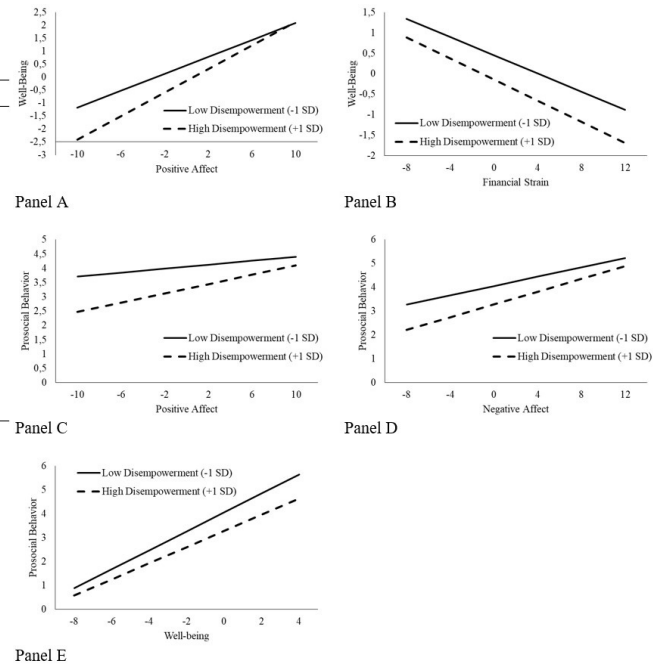 2,5
2
1,5
1
0,5
0
-0,5
-1
-1,5
-2
-2,5
-3
Well-Being
Low Disempowerment (-1 SD)
High Disempowerment (+1 SD)
-10 -6 -2 2 6 10
Positive Affect
Panel A
1,5
1
0,5
0
-0,5
-1
-1,5
-2
Well-Being
Low Disempowerment (-1 SD)
High Disempowerment (+1 SD)
-8 -4 0 4 8 12
Financial Strain
Panel B
5
4,5
4
3,5
3
2,5
2
1,5
1
0,5
0
Prosocial Behavior
Low Disempowerment (-1 SD)
High Disempowerment (+1 SD)
-10 -6 -2 2 6 10
Positive Affect
Panel C
6
5
4
3
2
1
0
Prosocial Behavior
Low Disempowerment (-1 SD)
High Disempowerment (+1 SD)
-8 -4 0 4 8 12
Negative Affect
Panel D
6
5
4
3
2
1
0
Prosocial Behavior
Low Disempowerment (-1 SD)
High Disempowerment (+1 SD)
-8 -6 -4 -2 0 2 4
Well-being
Panel E